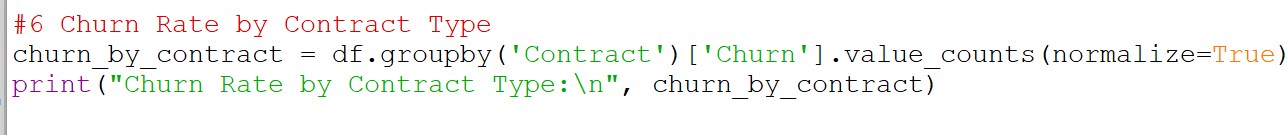 #6 Churn Rate by Contract Type
churn_by_contract = df.groupby('Contract')['Churn'].value_counts(normalize=True)
print("Churn Rate by Contract Type:\n", churn_by_contract)